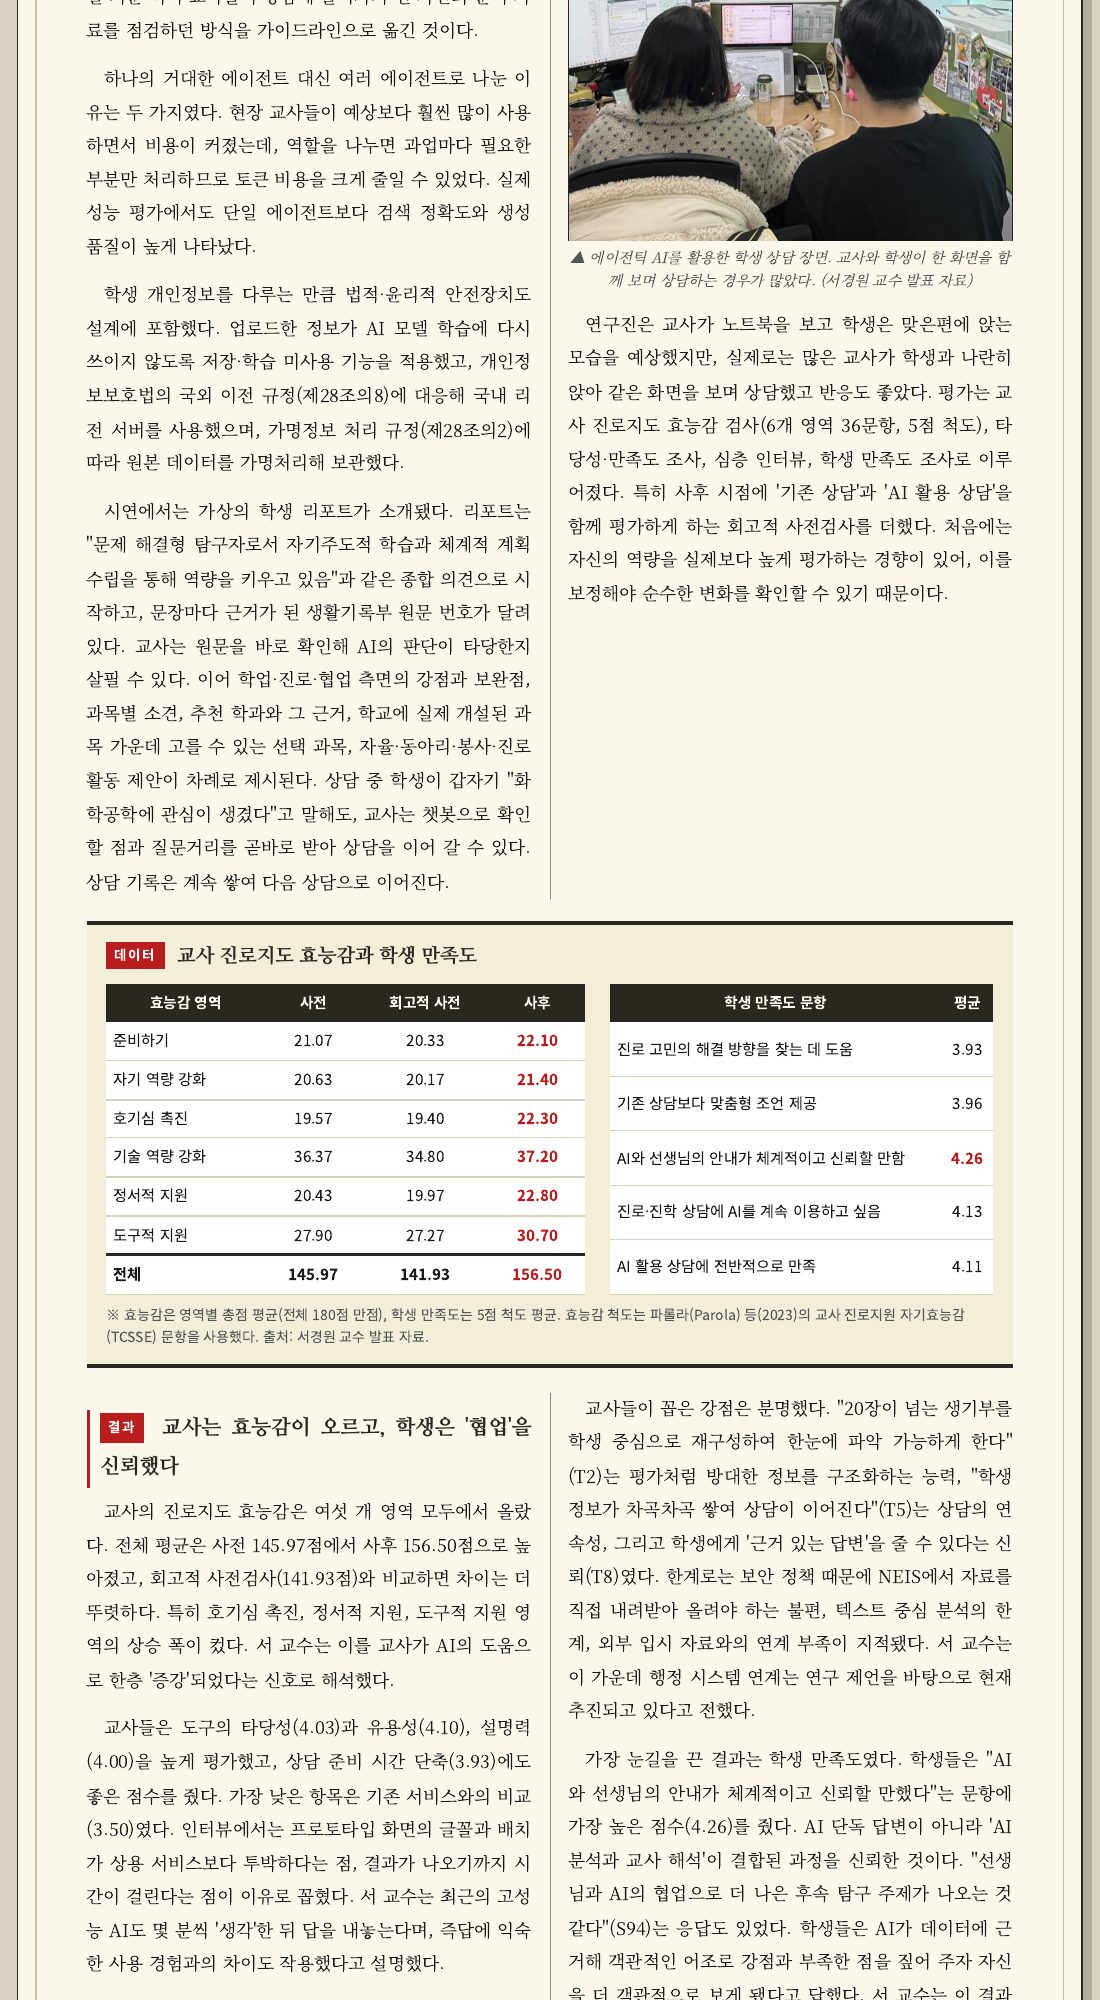 료를 점검하던 방식을 가이드라인으로 옮긴 것이다.
하나의 거대한 에이전트 대신 여러 에이전트로 나눈 이
유는 두 가지였다. 현장 교사들이 예상보다 훨씬 많이 사용
하면서 비용이 커졌는데, 역할을 나누면 과업마다 필요한
부분만 처리하므로 토큰 비용을 크게 줄일 수 있었다. 실제
성능 평가에서도 단일 에이전트보다 검색 정확도와 생성
품질이 높게 나타났다.
학생 개인정보를 다루는 만큼 법적·윤리적 안전장치도
설계에 포함했다. 업로드한 정보가 AI 모델 학습에 다시
쓰이지 않도록 저장·학습 미사용 기능을 적용했고, 개인정
보보호법의 국외 이전 규정(제28조의8)에 대응해 국내 리
전 서버를 사용했으며, 가명정보 처리 규정(제28조의2)에
따라 원본 데이터를 가명처리해 보관했다.
시연에서는 가상의 학생 리포트가 소개됐다. 리포트는
"문제 해결형 탐구자로서 자기주도적 학습과 체계적 계획
수립을 통해 역량을 키우고 있음"과 같은 종합 의견으로 시
작하고, 문장마다 근거가 된 생활기록부 원문 번호가 달려
있다. 교사는 원문을 바로 확인해 AI의 판단이 타당한지
살필 수 있다. 이어 학업·진로·협업 측면의 강점과 보완점,
과목별 소견, 추천 학과와 그 근거, 학교에 실제 개설된 과
목 가운데 고를 수 있는 선택 과목, 자율·동아리·봉사·진로
활동 제안이 차례로 제시된다. 상담 중 학생이 갑자기 "화
학공학에 관심이 생겼다"고 말해도, 교사는 챗봇으로 확인
할 점과 질문거리를 곧바로 받아 상담을 이어 갈 수 있다.
상담 기록은 계속 쌓여 다음 상담으로 이어진다.
▲ 에이전틱 AI를 활용한 학생 상담 장면. 교사와 학생이 한 화면을 함
께 보며 상담하는 경우가 많았다. (서경원 교수 발표 자료)
연구진은 교사가 노트북을 보고 학생은 맞은편에 앉는
모습을 예상했지만, 실제로는 많은 교사가 학생과 나란히
앉아 같은 화면을 보며 상담했고 반응도 좋았다. 평가는 교
사 진로지도 효능감 검사(6개 영역 36문항, 5점 척도), 타
당성·만족도 조사, 심층 인터뷰, 학생 만족도 조사로 이루
어졌다. 특히 사후 시점에 '기존 상담'과 'AI 활용 상담'을
함께 평가하게 하는 회고적 사전검사를 더했다. 처음에는
자신의 역량을 실제보다 높게 평가하는 경향이 있어, 이를
보정해야 순수한 변화를 확인할 수 있기 때문이다.
데이터 교사 진로지도 효능감과 학생 만족도
효능감 영역 사전 회고적 사전 사후
준비하기 21.07 20.33 22.10
자기 역량 강화 20.63 20.17 21.40
호기심 촉진 19.57 19.40 22.30
기술 역량 강화 36.37 34.80 37.20
정서적 지원 20.43 19.97 22.80
도구적 지원 27.90 27.27 30.70
전체 145.97 141.93 156.50
학생 만족도 문항 평균
진로 고민의 해결 방향을 찾는 데 도움 3.93
기존 상담보다 맞춤형 조언 제공 3.96
AI와 선생님의 안내가 체계적이고 신뢰할 만함 4.26
진로·진학 상담에 AI를 계속 이용하고 싶음 4.13
AI 활용 상담에 전반적으로 만족 4.11
※ 효능감은 영역별 총점 평균(전체 180점 만점), 학생 만족도는 5점 척도 평균. 효능감 척도는 파롤라(Parola) 등(2023)의 교사 진로지원 자기효능감
(TCSSE) 문항을 사용했다. 출처: 서경원 교수 발표 자료.
결과 교사는 효능감이 오르고, 학생은 '협업'을
신뢰했다
교사의 진로지도 효능감은 여섯 개 영역 모두에서 올랐
다. 전체 평균은 사전 145.97점에서 사후 156.50점으로 높
아졌고, 회고적 사전검사(141.93점)와 비교하면 차이는 더
뚜렷하다. 특히 호기심 촉진, 정서적 지원, 도구적 지원 영
역의 상승 폭이 컸다. 서 교수는 이를 교사가 AI의 도움으
로 한층 '증강'되었다는 신호로 해석했다.
교사들은 도구의 타당성(4.03)과 유용성(4.10), 설명력
(4.00)을 높게 평가했고, 상담 준비 시간 단축(3.93)에도
좋은 점수를 줬다. 가장 낮은 항목은 기존 서비스와의 비교
(3.50)였다. 인터뷰에서는 프로토타입 화면의 글꼴과 배치
가 상용 서비스보다 투박하다는 점, 결과가 나오기까지 시
간이 걸린다는 점이 이유로 꼽혔다. 서 교수는 최근의 고성
능 AI도 몇 분씩 '생각'한 뒤 답을 내놓는다며, 즉답에 익숙
한 사용 경험과의 차이도 작용했다고 설명했다.
교사들이 꼽은 강점은 분명했다. "20장이 넘는 생기부를
학생 중심으로 재구성하여 한눈에 파악 가능하게 한다"
(T2)는 평가처럼 방대한 정보를 구조화하는 능력, "학생
정보가 차곡차곡 쌓여 상담이 이어진다"(T5)는 상담의 연
속성, 그리고 학생에게 '근거 있는 답변'을 줄 수 있다는 신
뢰(T8)였다. 한계로는 보안 정책 때문에 NEIS에서 자료를
직접 내려받아 올려야 하는 불편, 텍스트 중심 분석의 한
계, 외부 입시 자료와의 연계 부족이 지적됐다. 서 교수는
이 가운데 행정 시스템 연계는 연구 제언을 바탕으로 현재
추진되고 있다고 전했다.
가장 눈길을 끈 결과는 학생 만족도였다. 학생들은 "AI
와 선생님의 안내가 체계적이고 신뢰할 만했다"는 문항에
가장 높은 점수(4.26)를 줬다. AI 단독 답변이 아니라 'AI
분석과 교사 해석'이 결합된 과정을 신뢰한 것이다. "선생
님과 AI의 협업으로 더 나은 후속 탐구 주제가 나오는 것
같다"(S94)는 응답도 있었다. 학생들은 AI가 데이터에 근
거해 객관적인 어조로 강점과 부족한 점을 짚어 주자 자신
을 더 객관적으로 보게 됐다고 답했다. 서 교수는 이 결과